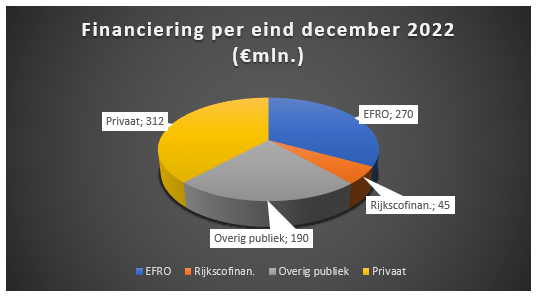 Financiering per eind december 2022
(€mln.)
Privaat; 312
EFRO; 270
Rijkscofinan.; 45
Overig publiek; 190
EFRO Rijkscofinan. Overig publiek Privaat